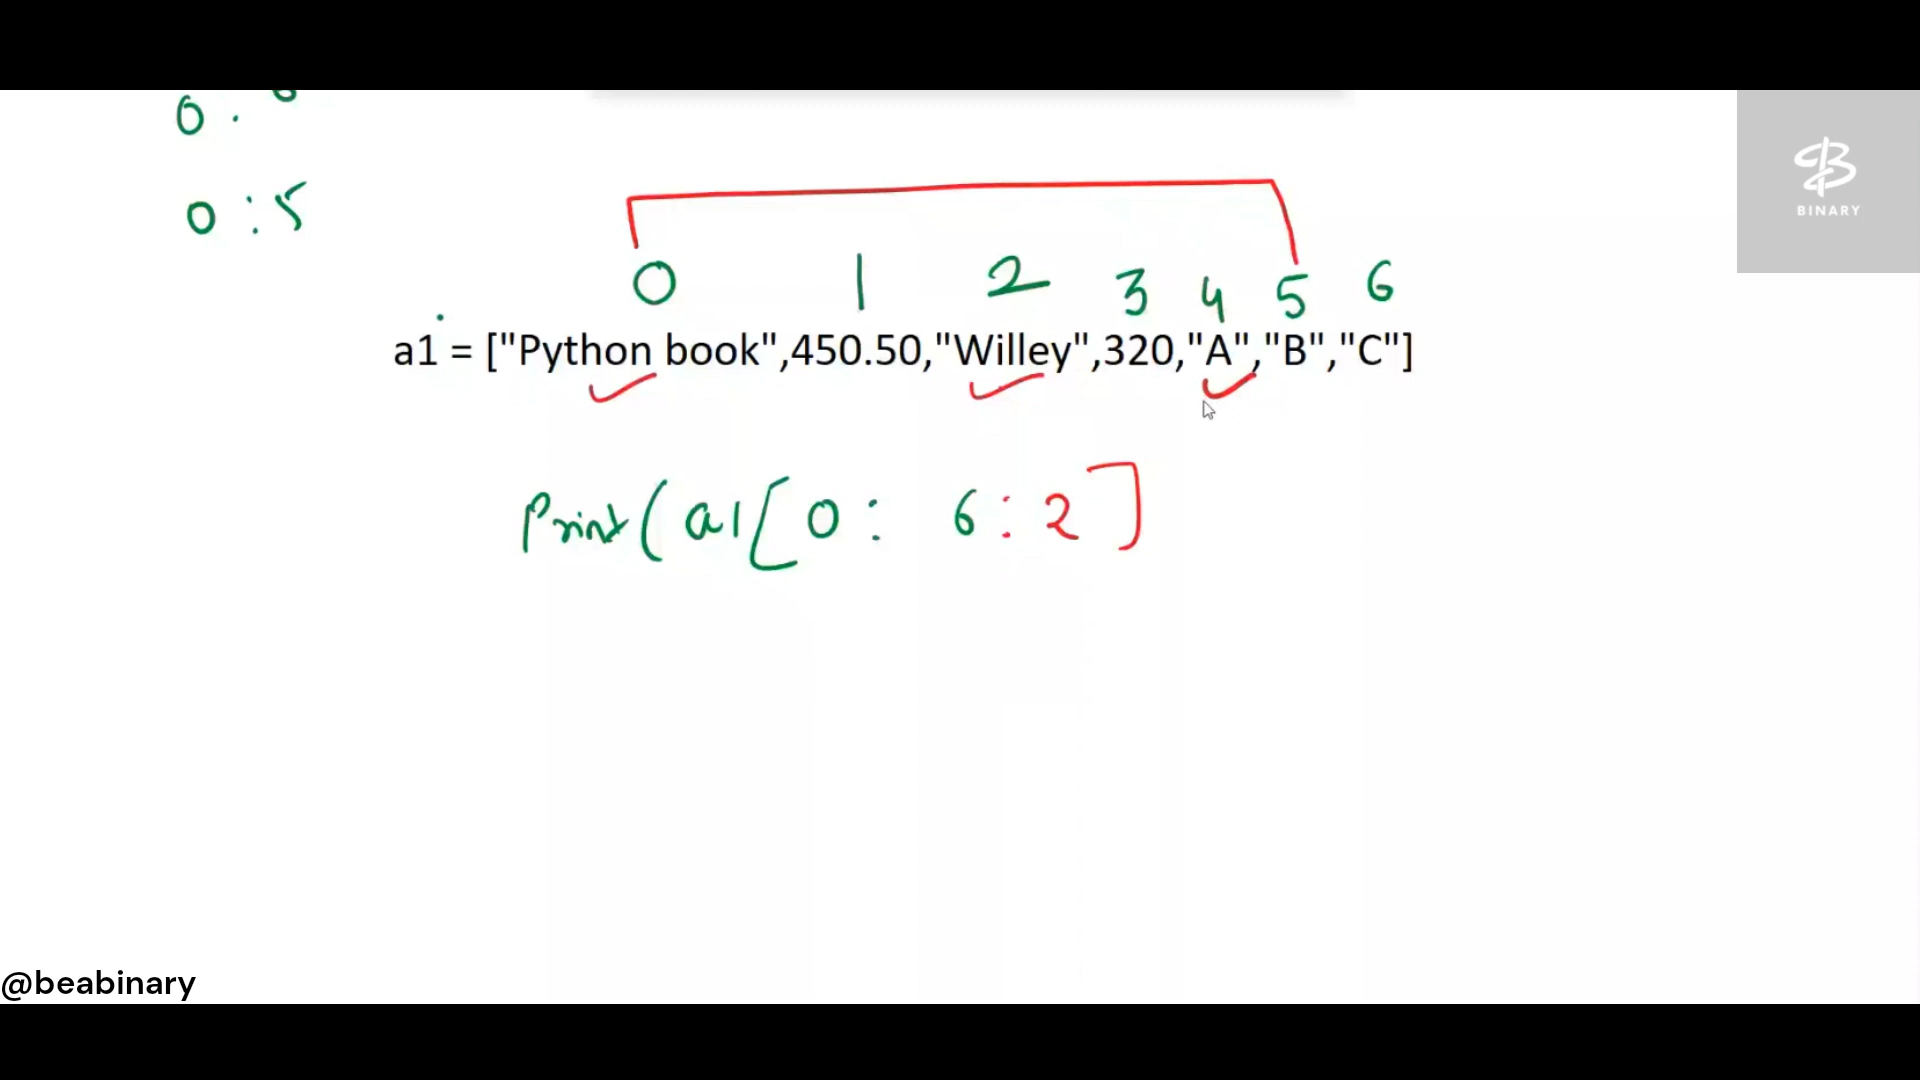 0 :
BINARY
0 : 5
0 1 2 3 4 5 6
a1 = ["Python book",450.50,"Willey",320,"A","B","C"]
Print(a1[0: 6:2]
@beabinary